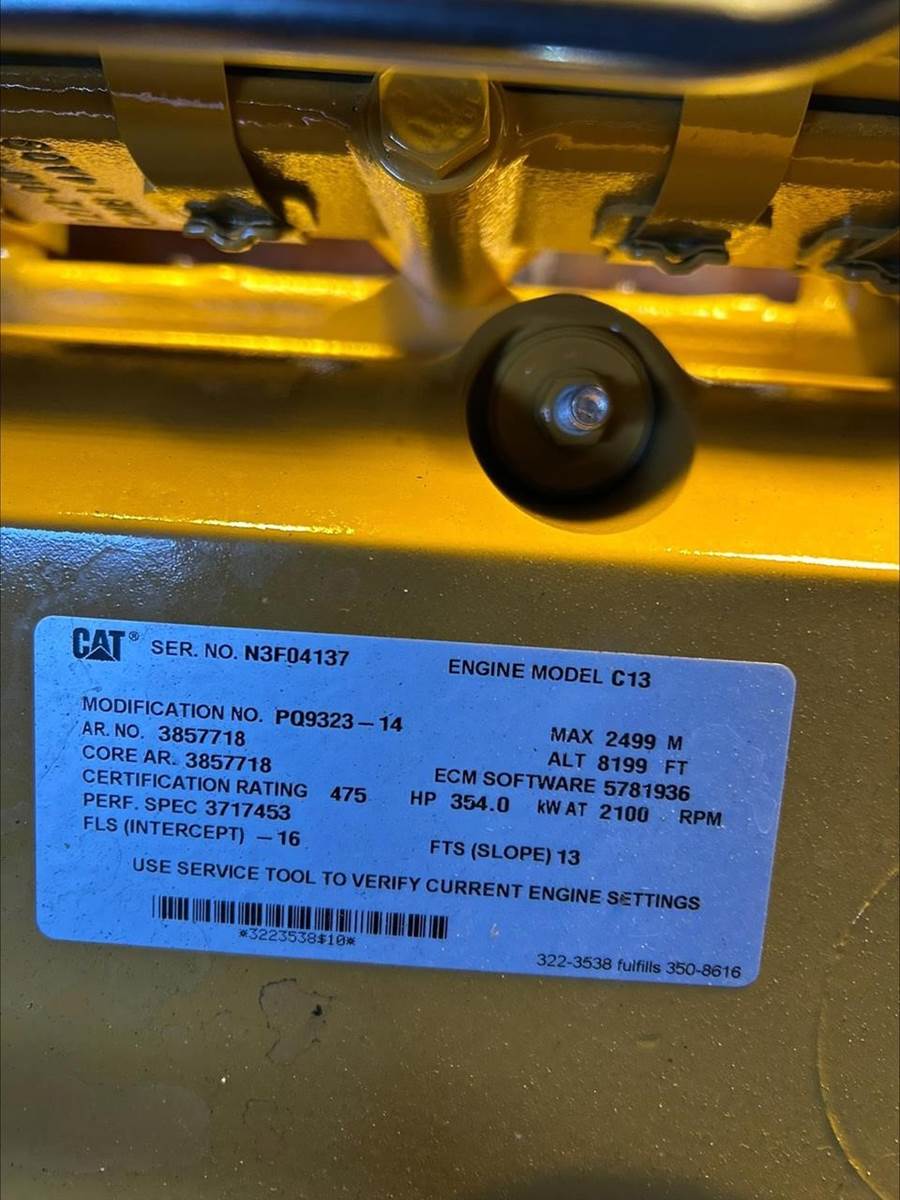 CAT® SER. NO. N3F04137 ENGINE MODEL C13
MODIFICATION NO. PQ9323-14 MAX 2499 M
AR. NO. 3857718 ALT 8199 FT
CORE AR. 3857718 ECM SOFTWARE 5781936
CERTIFICATION RATING 475 HP 354.0 kW AT 2100 RPM
PERF. SPEC 3717453
FLS (INTERCEPT) -16 FTS (SLOPE) 13
USE SERVICE TOOL TO VERIFY CURRENT ENGINE SETTINGS
*3223538$10*
322-3538 fulfills 350-8616